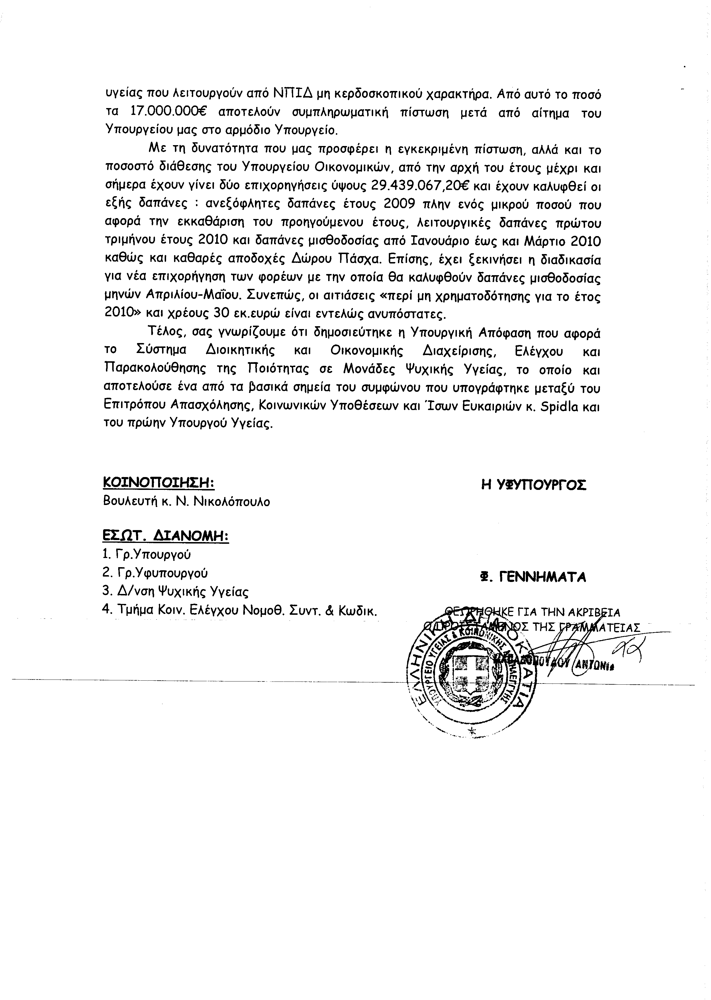 υγείας που λειτουργούν από ΝΠΙΔ μη κερδοσκοπικού χαρακτήρα. Από αυτό το ποσό
τα 17.000.000€ αποτελούν συμπληρωματική πίστωση μετά από αίτημα του
Υπουργείου μας στο αρμόδιο Υπουργείο.
Με τη δυνατότητα που μας προσφέρει η εγκεκριμένη πίστωση, αλλά και το
ποσοστό διάθεσης του Υπουργείου Οικονομικών, από την αρχή του έτους μέχρι και
σήμερα έχουν γίνει δύο επιχορηγήσεις ύψους 29.439.067,20€ και έχουν καλυφθεί οι
εξής δαπάνες : ανεξόφλητες δαπάνες έτους 2009 πλην ενός μικρού ποσού που
αφορά την εκκαθάριση του προηγούμενου έτους, λειτουργικές δαπάνες πρώτου
τριμήνου έτους 2010 και δαπάνες μισθοδοσίας από Ιανουάριο έως και Μάρτιο 2010
καθώς και καθαρές αποδοχές Δώρου Πάσχα. Επίσης, έχει ξεκινήσει η διαδικασία
για νέα επιχορήγηση των φορέων με την οποία θα καλυφθούν δαπάνες μισθοδοσίας
μηνών Απριλίου-Μαΐου. Συνεπώς, οι αιτιάσεις «περί μη χρηματοδότησης για το έτος
2010» και χρέους 30 εκ.ευρώ είναι εντελώς ανυπόστατες.
Τέλος, σας γνωρίζουμε ότι δημοσιεύτηκε η Υπουργική Απόφαση που αφορά
το Σύστημα Διοικητικής και Οικονομικής Διαχείρισης, Ελέγχου και
Παρακολούθησης της Ποιότητας σε Μονάδες Ψυχικής Υγείας, το οποίο και
αποτελούσε ένα από τα βασικά σημεία του συμφώνου που υπογράφτηκε μεταξύ του
Επιτρόπου Απασχόλησης, Κοινωνικών Υποθέσεων και Ίσων Ευκαιριών κ. Spidla και
του πρώην Υπουργού Υγείας.
ΚΟΙΝΟΠΟΙΗΣΗ:
Βουλευτή κ. Ν. Νικολόπουλο
Η ΥΦΥΠΟΥΡΓΟΣ
ΕΣΩΤ. ΔΙΑΝΟΜΗ:
1. Γρ.Υπουργού
2. Γρ.Υφυπουργού
3. Δ/νση Ψυχικής Υγείας
4. Τμήμα Κοιν. Ελέγχου Νομοθ. Συντ. & Κωδικ.
Φ. ΓΕΝΝΗΜΑΤΑ
ΘΕΩΡΗΘΗΚΕ ΓΙΑ ΤΗΝ ΑΚΡΙΒΕΙΑ
Ο ΠΡΟΪΣΤΑΜΕΝΟΣ ΤΗΣ ΓΡΑΜΜΑΤΕΙΑΣ
ΠΑΠΑΔΟΠΟΥΛΟΥ ΑΝΤΩΝΙΑ
ΕΛΛΗΝΙΚΗ ΔΗΜΟΚΡΑΤΙΑ
ΥΠΟΥΡΓΕΙΟ ΥΓΕΙΑΣ & ΚΟΙΝΩΝΙΚΗΣ ΑΛΛΗΛΕΓΓΥΗΣ